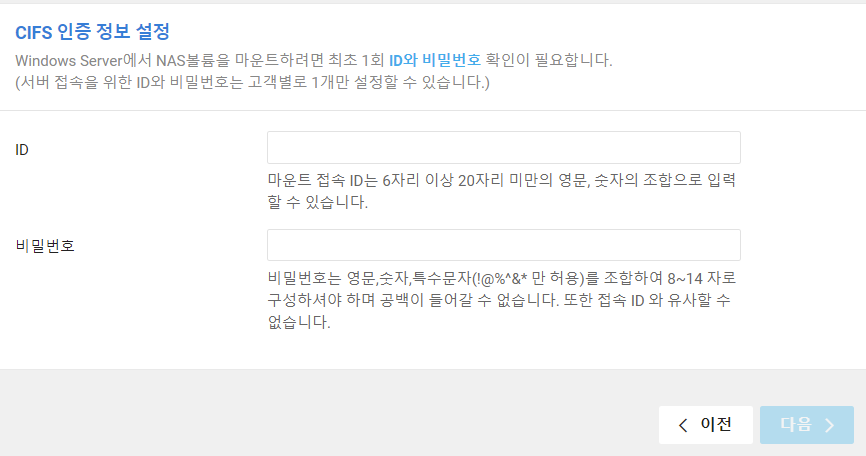 CIFS 인증 정보 설정
Windows Server에서 NAS볼륨을 마운트하려면 최초 1회 ID와 비밀번호 확인이 필요합니다.
(서버 접속을 위한 ID와 비밀번호는 고객별로 1개만 설정할 수 있습니다.)
ID
마운트 접속 ID는 6자리 이상 20자리 미만의 영문, 숫자의 조합으로 입력
할 수 있습니다.
비밀번호
비밀번호는 영문,숫자,특수문자(!@%^&* 만 허용)를 조합하여 8~14 자로
구성하셔야 하며 공백이 들어갈 수 없습니다. 또한 접속 ID 와 유사할 수
없습니다.
이전
다음